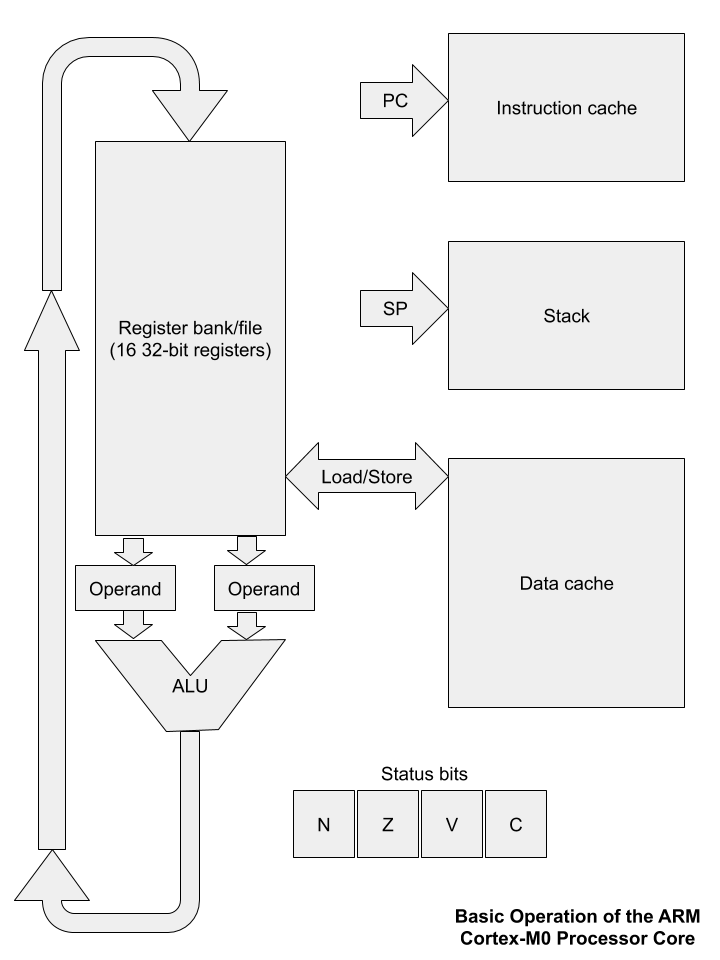 PC
Instruction cache
SP
Stack
Register bank/file
(16 32-bit registers)
Load/Store
Data cache
Operand
Operand
ALU
Status bits
N
Z
V
C
Basic Operation of the ARM
Cortex-M0 Processor Core